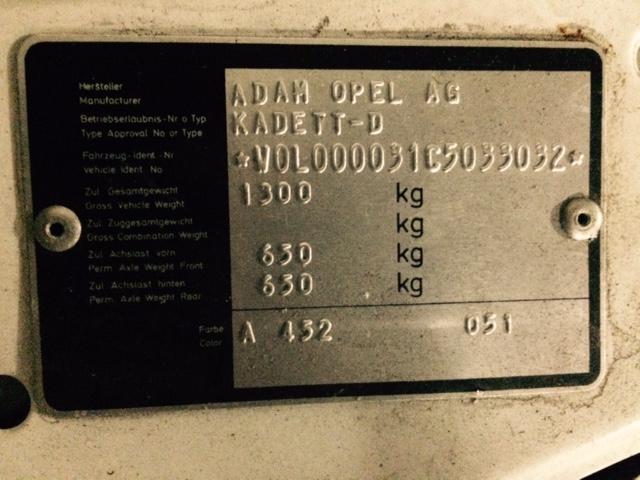 Hersteller
Manufacturer
ADAM OPEL AG
Betriebserlaubnis-Nr o Typ
Type Approval No or Type
KADETT-D
Fahrzeug-Ident.-Nr
Vehicle Ident No
*W0L000031C5033032*
Zul Gesamtgewicht
Gross Vehicle Weight
1300 kg
Zul. Zuggesamtgewicht
Gross Combination Weight
kg
Zul Achslast vorn
Perm. Axle Weight Front
650 kg
Zul. Achslast hinten
Perm. Axle Weight Rear
650 kg
Farbe
Color
A 432 051